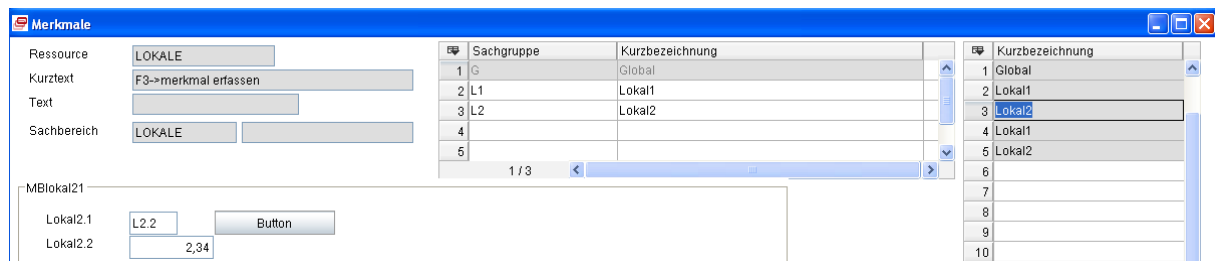 Merkmale
Ressource LOKALE
Kurztext F3->merkmal erfassen
Text
Sachbereich LOKALE
Sachgruppe Kurzbezeichnung
1 G Global
2 L1 Lokal1
3 L2 Lokal2
4
5
1 / 3
Kurzbezeichnung
1 Global
2 Lokal1
3 Lokal2
4 Lokal1
5 Lokal2
6
7
8
9
10
MBlokal21
Lokal2.1 L2.2 Button
Lokal2.2 2,34